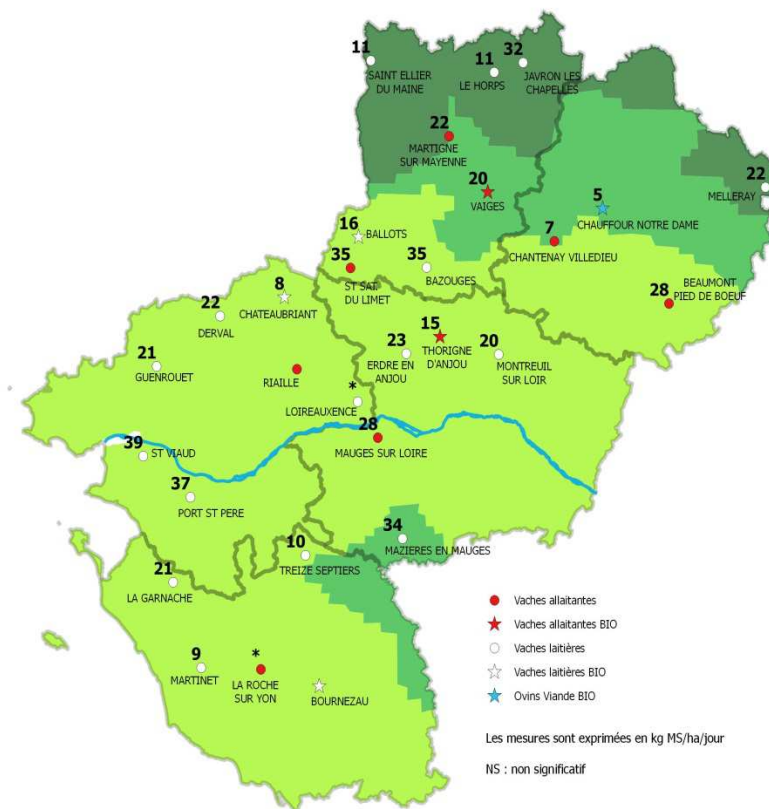 11
SAINT ELLIER
DU MAINE
11
LE HORPS
32
JAVRON LES
CHAPELLES
22
MARTIGNE
SUR MAYENNE
20
VAIGES
22
MELLERAY
5
CHAUFFOUR NOTRE DAME
16
BALLOTS
7
CHANTENAY VILLEDIEU
35
ST SAT.
DU LIMET
35
BAZOUGES
28
BEAUMONT
PIED DE BOEUF
8
CHATEAUBRIANT
22
DERVAL
21
GUENROUET
RIAILLE
23
ERDRE EN
ANJOU
15
THORIGNE
D'ANJOU
20
MONTREUIL
SUR LOIR
*
LOIREAUXENCE
28
MAUGES SUR LOIRE
39
ST VIAUD
37
PORT ST PERE
34
MAZIERES EN MAUGES
10
TREIZE SEPTIERS
21
LA GARNACHE
9
MARTINET
*
LA ROCHE
SUR YON
BOURNEZAU
Vaches allaitantes
Vaches allaitantes BIO
Vaches laitières
Vaches laitières BIO
Ovins Viande BIO
Les mesures sont exprimées en kg MS/ha/jour
NS : non significatif